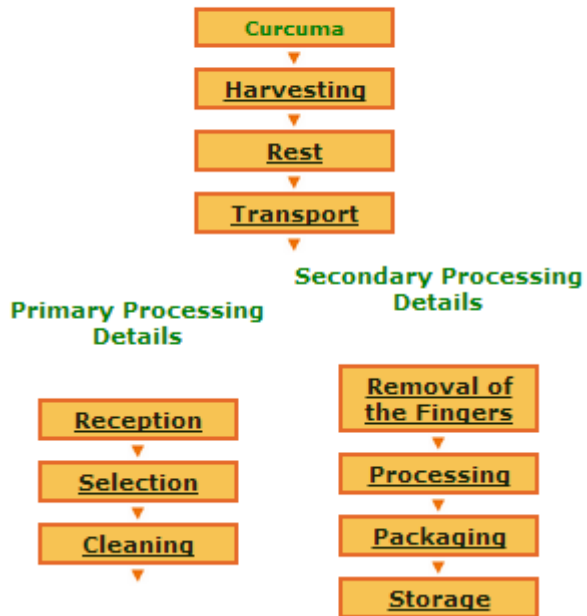 Curcuma
Harvesting
Rest
Transport
Primary Processing
Details
Reception
Selection
Cleaning
Secondary Processing
Details
Removal of
the Fingers
Processing
Packaging
Storage